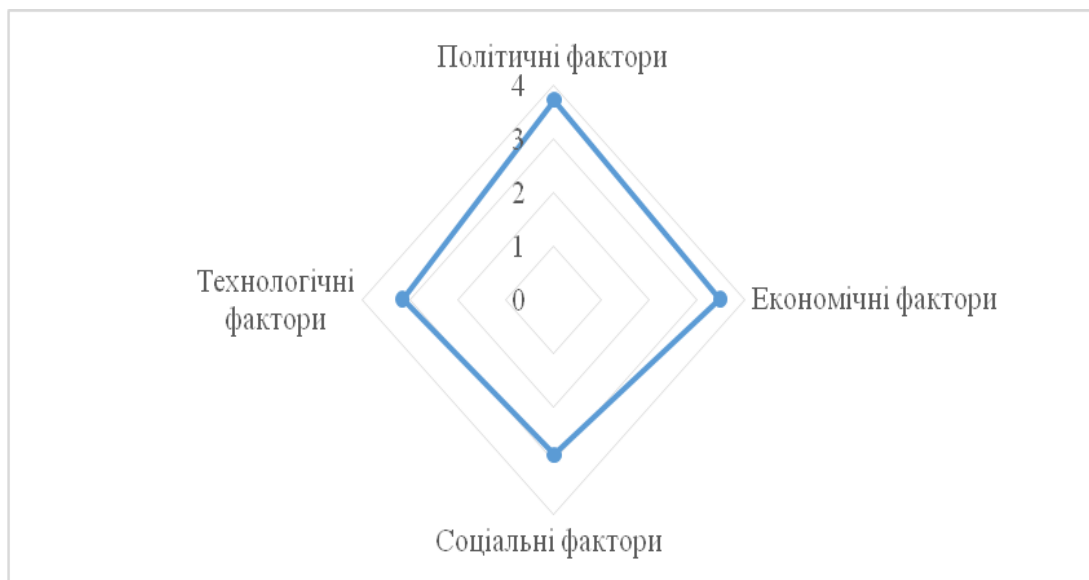 Політичні фактори
4
3
2
1
0
Технологічні
фактори
Економічні фактори
Соціальні фактори